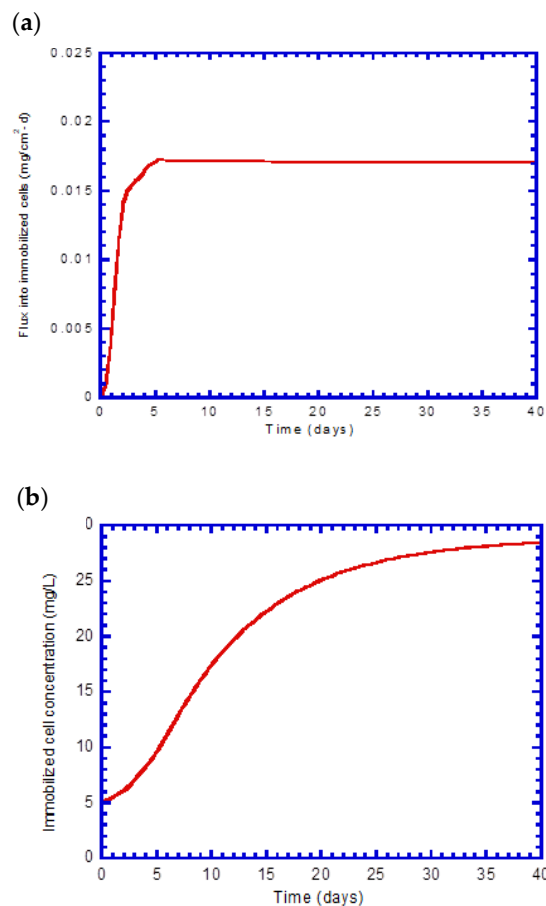 (a)
0.025
0.02
0.015
0.01
0.005
0
Flux into immobilized cells (mg/cm²- d)
0 5 10 15 20 25 30 35 40
Time (days)
(b)
0
25
20
15
10
5
0
Immobilized cell concentration (mg/L)
0 5 10 15 20 25 30 35 40
Time (days)